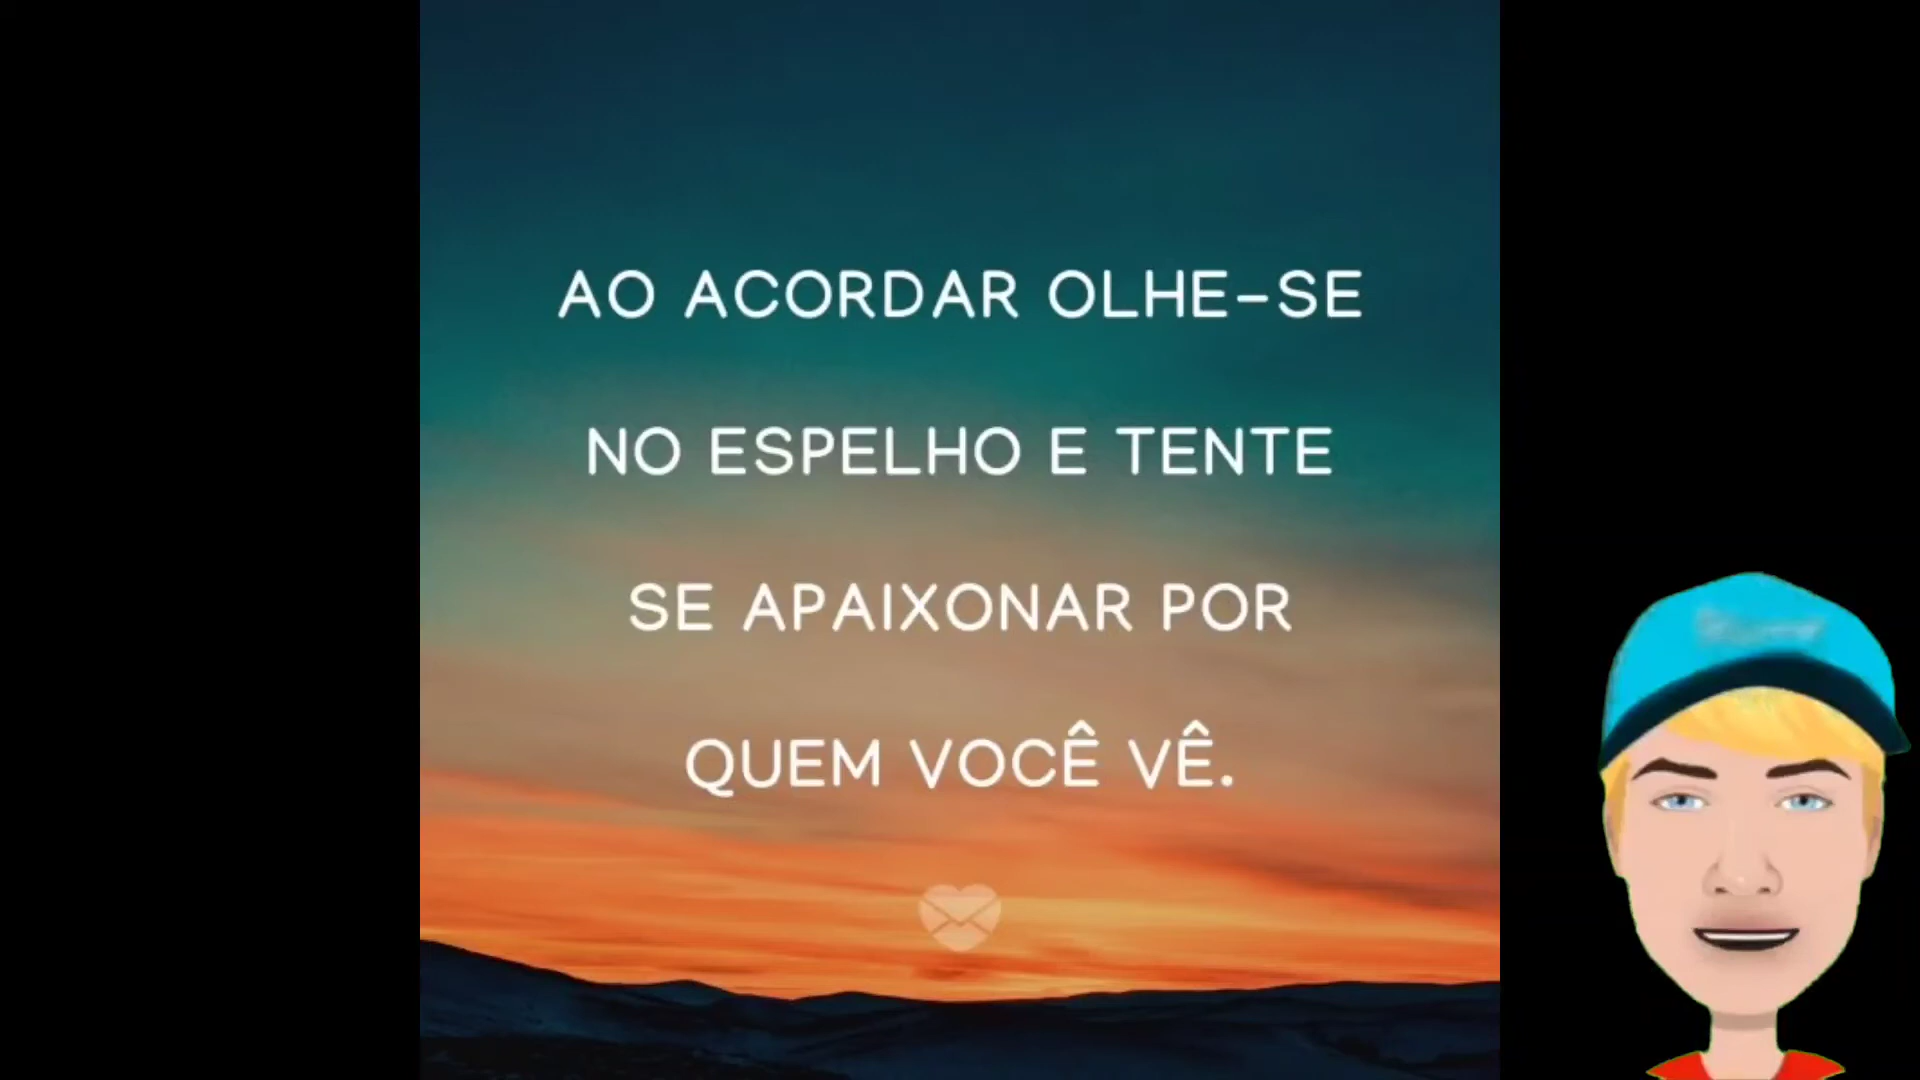 AO ACORDAR OLHE-SE
NO ESPELHO E TENTE
SE APAIXONAR POR
QUEM VOCÊ VÊ.